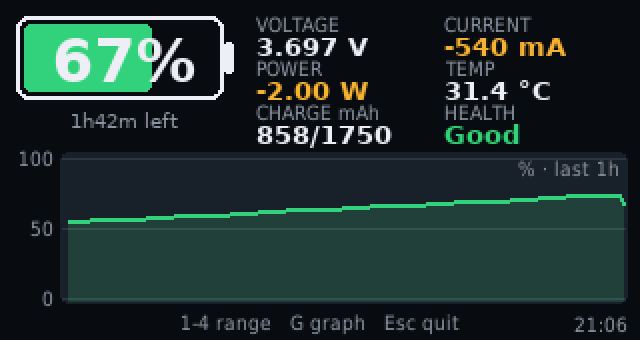 67%
1h42m left
VOLTAGE
3.697 V
CURRENT
-540 mA
POWER
-2.00 W
TEMP
31.4 °C
CHARGE mAh
858/1750
HEALTH
Good
100
% · last 1h
50
0
1-4 range G graph Esc quit
21:06